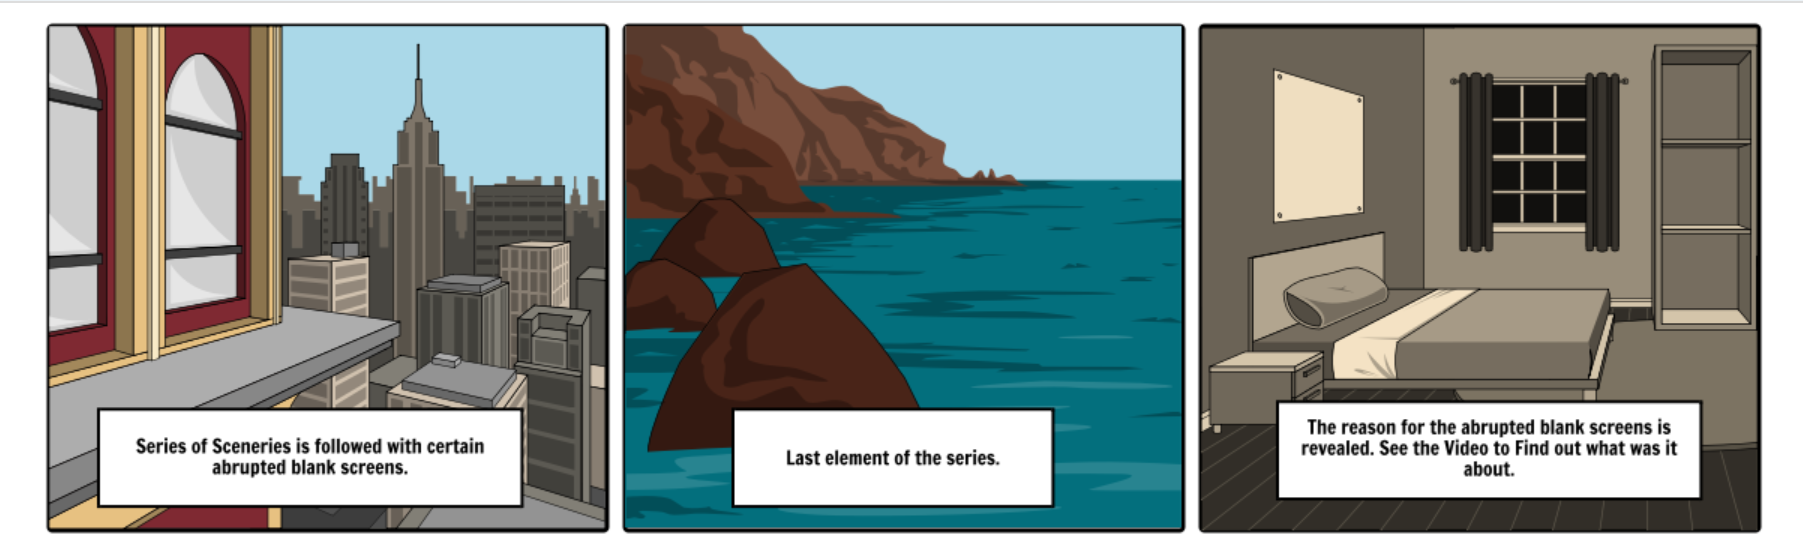 Series of Sceneries is followed with certain
abrupted blank screens.
Last element of the series.
The reason for the abrupted blank screens is
revealed. See the Video to Find out what was it
about.